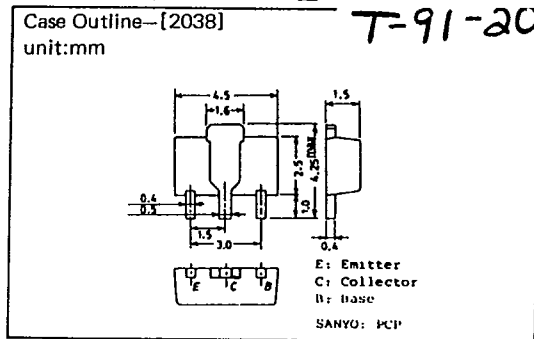 Case Outline—[2038]
T-91-20
unit:mm
4.5
1.6
1.5
2.5
4.25max
1.0
0.4
0.5
1.5
3.0
0.4
E C B
E: Emitter
C: Collector
B: Base
SANYO: PCP